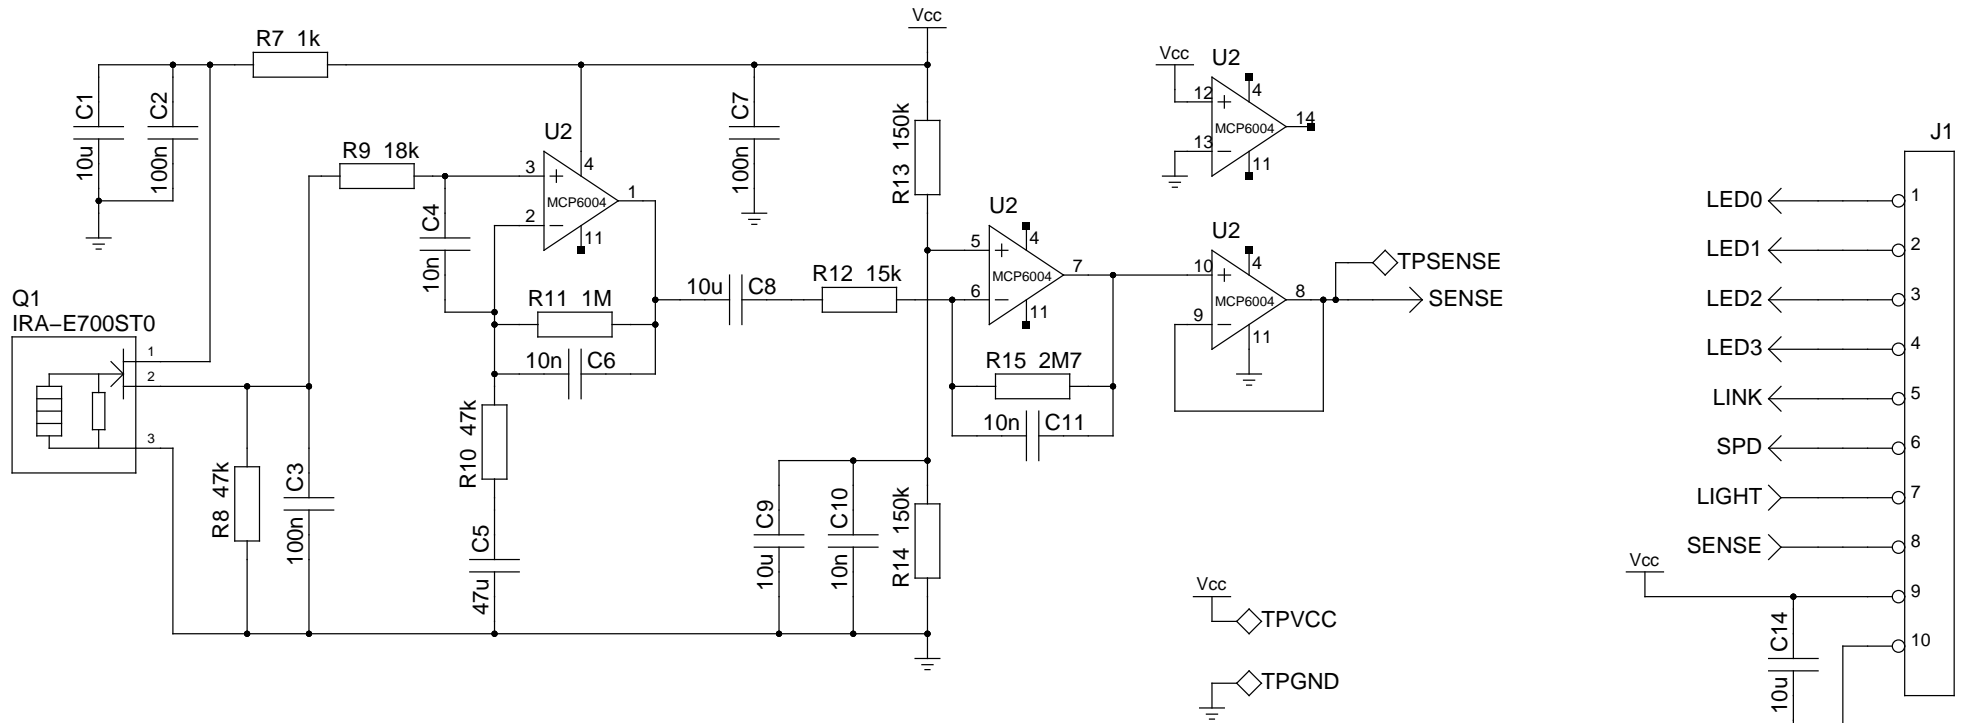 Vcc
R7 1k
C1
10u
C2
100n
C7
100n
R13 150k
Vcc
U2
12
13
MCP6004
4
14
11
J1
U2
R9 18k
3
4
MCP6004
1
2
11
C4
10n
R11 1M
10n C6
Q1
IRA−E700ST0
1
2
3
R8 47k
C3
100n
R10 47k
C5
47u
10u C8
R12 15k
U2
5
4
MCP6004
7
6
11
R15 2M7
10n C11
U2
10
4
MCP6004
8
9
11
TPSENSE
SENSE
C9
10u
C10
10n
R14 150k
Vcc
TPVCC
TPGND
LED0 1
LED1 2
LED2 3
LED3 4
LINK 5
SPD 6
LIGHT 7
SENSE 8
Vcc
9
10
C14
10u